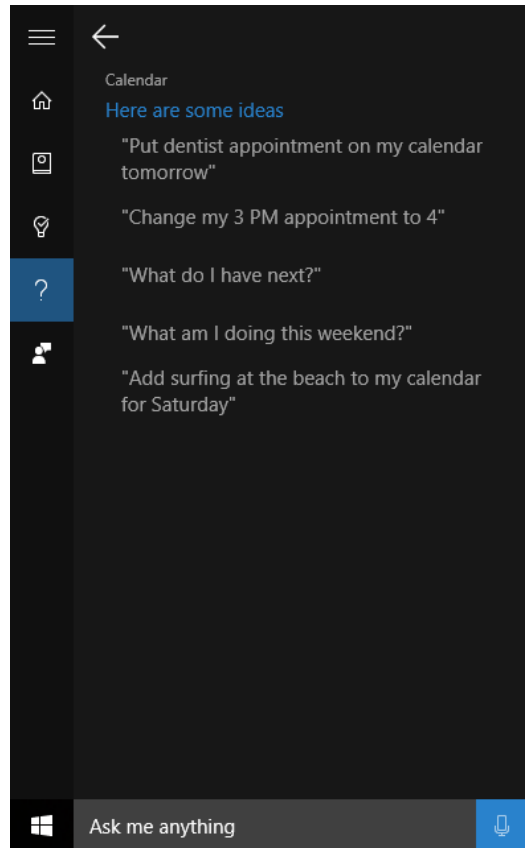 Calendar
Here are some ideas
"Put dentist appointment on my calendar
tomorrow"
"Change my 3 PM appointment to 4"
"What do I have next?"
"What am I doing this weekend?"
"Add surfing at the beach to my calendar
for Saturday"
Ask me anything